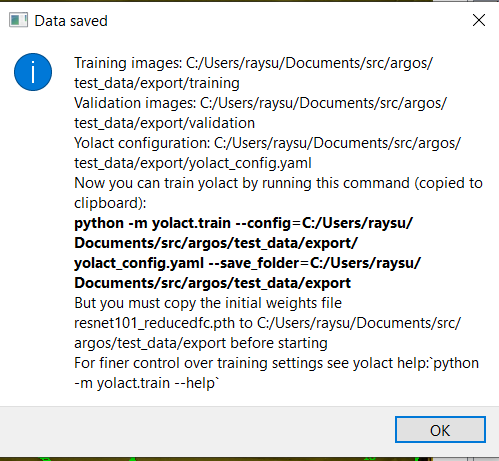 Data saved
Training images: C:/Users/raysu/Documents/src/argos/
test_data/export/training
Validation images: C:/Users/raysu/Documents/src/argos/
test_data/export/validation
Yolact configuration: C:/Users/raysu/Documents/src/argos/
test_data/export/yolact_config.yaml
Now you can train yolact by running this command (copied to
clipboard):
python -m yolact.train --config=C:/Users/raysu/
Documents/src/argos/test_data/export/
yolact_config.yaml --save_folder=C:/Users/raysu/
Documents/src/argos/test_data/export
But you must copy the initial weights file
resnet101_reducedfc.pth to C:/Users/raysu/Documents/src/
argos/test_data/export before starting
For finer control over training settings see yolact help:`python
-m yolact.train --help`
OK